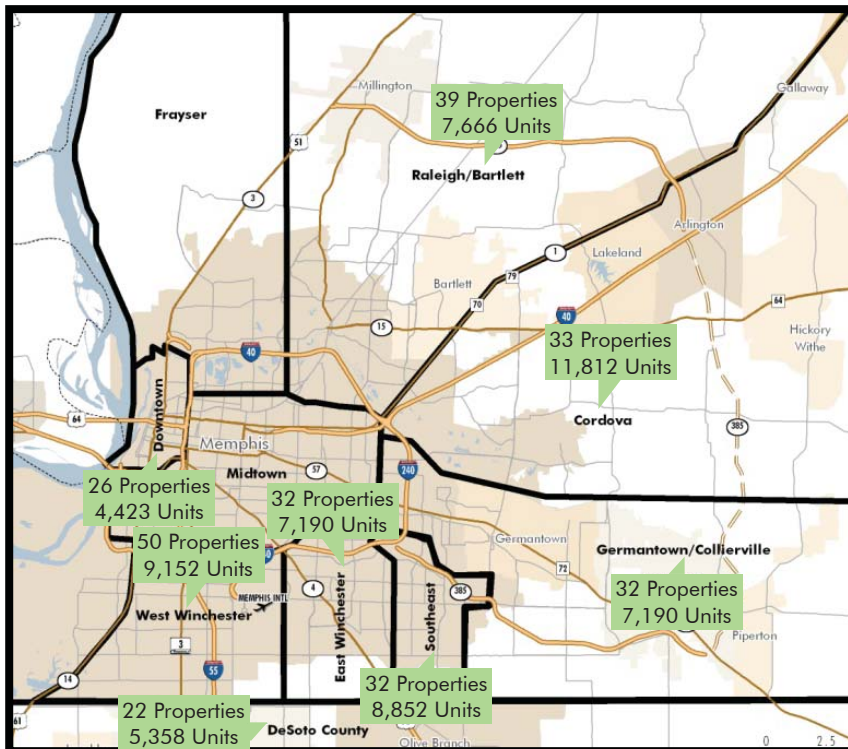 Millington
Gallaway
Frayser
39 Properties
7,666 Units
51
Raleigh/Bartlett
3
Arlington
1
Lakeland
Bartlett
79
70
40
64
15
33 Properties
11,812 Units
Hickory
Withe
40
Downtown
64
Cordova
385
Memphis
Midtown
57
240
26 Properties
4,423 Units
32 Properties
7,190 Units
Germantown
50 Properties
9,152 Units
Germantown/Collierville
72
32 Properties
7,190 Units
4
385
MEMPHIS INTL
West Winchester
East Winchester
Southeast
Piperton
3
55
14
32 Properties
8,852 Units
22 Properties
5,358 Units
61
DeSoto County
Olive Branch
0 2.5